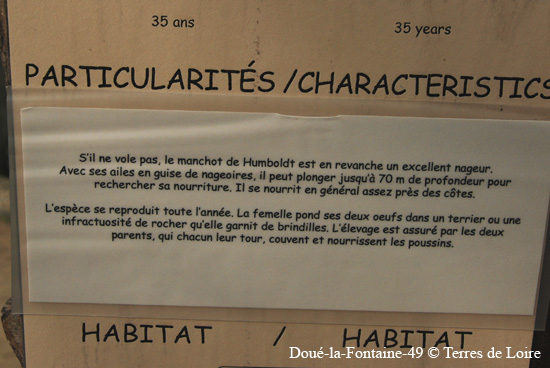 35 ans 35 years
PARTICULARITÉS /CHARACTERISTICS
S'il ne vole pas, le manchot de Humboldt est en revanche un excellent nageur.
Avec ses ailes en guise de nageoires, il peut plonger jusqu'à 70 m de profondeur pour
rechercher sa nourriture. Il se nourrit en général assez près des côtes.
L'espèce se reproduit toute l'année. La femelle pond ses deux oeufs dans un terrier ou une
infractuosité de rocher qu'elle garnit de brindilles. L'élevage est assuré par les deux
parents, qui chacun leur tour, couvent et nourrissent les poussins.
HABITAT / HABITAT
Doué-la-Fontaine-49 © Terres de Loire